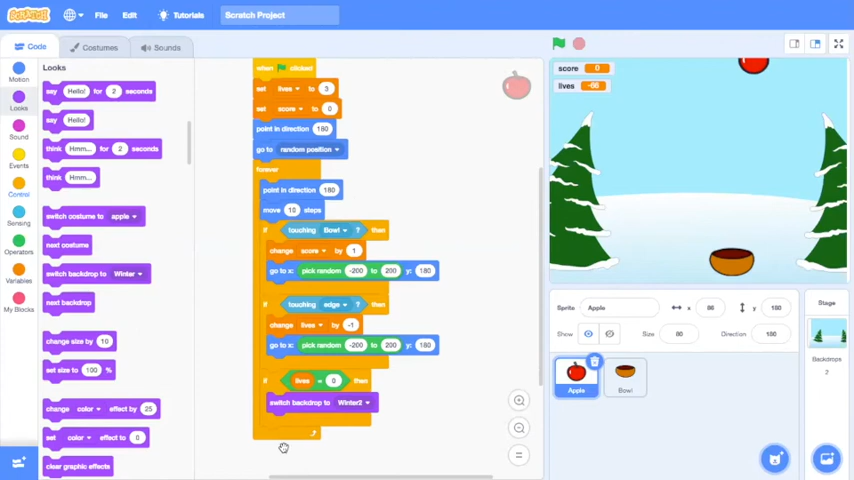 SCRATCH File Edit Tutorials Scratch Project
Code Costumes Sounds
Motion
Looks
Sound
Events
Control
Sensing
Operators
Variables
My Blocks
Looks
say Hello! for 2 seconds
say Hello!
think Hmm... for 2 seconds
think Hmm...
switch costume to apple
next costume
switch backdrop to Winter
next backdrop
change size by 10
set size to 100 %
change color effect by 25
set color effect to 0
clear graphic effects
when clicked
set lives to 3
set score to 0
point in direction 180
go to random position
forever
point in direction 180
move 10 steps
if touching Bowl ? then
change score by 1
go to x: pick random -200 to 200 y: 180
if touching edge ? then
change lives by -1
go to x: pick random -200 to 200 y: 180
if lives = 0 then
switch backdrop to Winter2
score 0
lives -66
Sprite Apple x 86 y 180
Show Size 80 Direction 180
Apple
Bowl
Stage
Backdrops
2